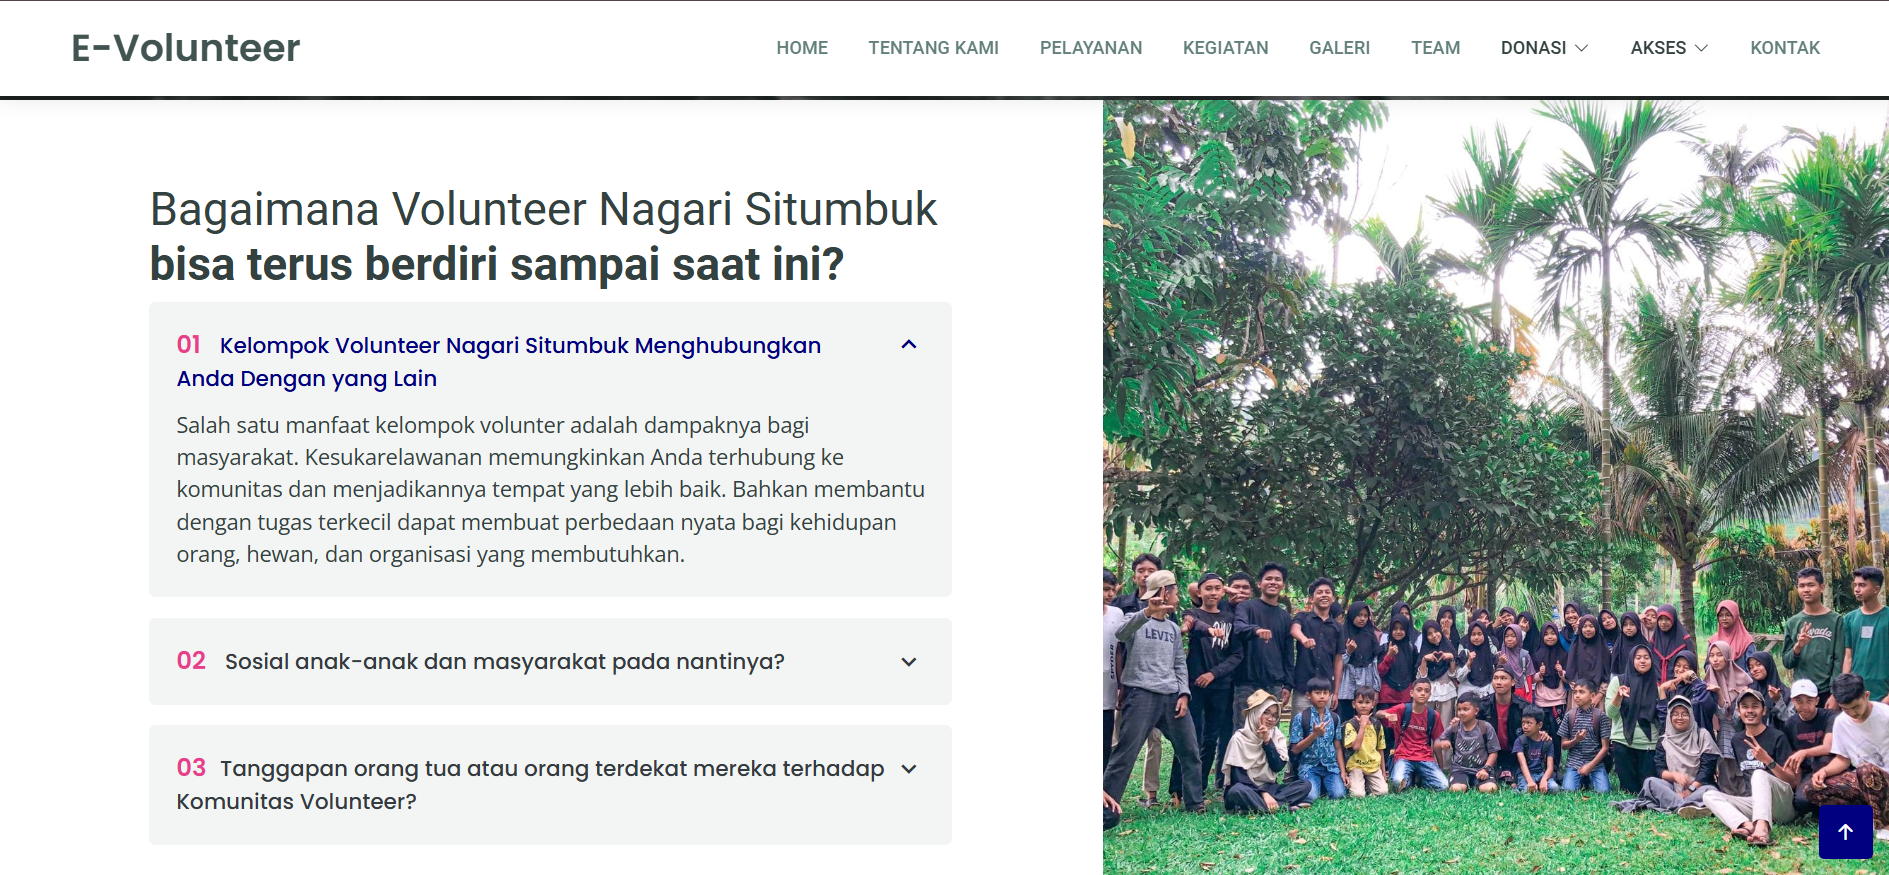 E-Volunteer
HOME TENTANG KAMI PELAYANAN KEGIATAN GALERI TEAM DONASI AKSES KONTAK
Bagaimana Volunteer Nagari Situmbuk
bisa terus berdiri sampai saat ini?
01 Kelompok Volunteer Nagari Situmbuk Menghubungkan
Anda Dengan yang Lain
Salah satu manfaat kelompok volunter adalah dampaknya bagi
masyarakat. Kesukarelawanan memungkinkan Anda terhubung ke
komunitas dan menjadikannya tempat yang lebih baik. Bahkan membantu
dengan tugas terkecil dapat membuat perbedaan nyata bagi kehidupan
orang, hewan, dan organisasi yang membutuhkan.
02 Sosial anak-anak dan masyarakat pada nantinya?
03 Tanggapan orang tua atau orang terdekat mereka terhadap
Komunitas Volunteer?
LEVI'S